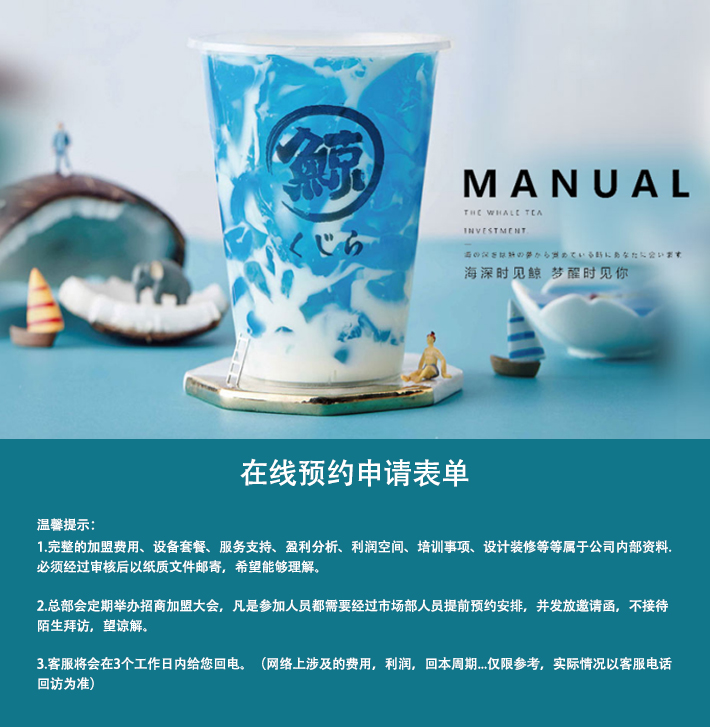 鯨
くじら
MANUAL
THE WHALE TEA
INVESTMENT
海深时见鲸 梦醒时见你
在线预约申请表单
温馨提示：
1.完整的加盟费用、设备套餐、服务支持、盈利分析、利润空间、培训事项、设计装修等等属于公司内部资料.
必须经过审核后以纸质文件邮寄，希望能够理解。
2.总部会定期举办招商加盟大会，凡是参加人员都需要经过市场部人员提前预约安排，并发放邀请函，不接待
陌生拜访，望谅解。
3.客服将会在3个工作日内给您回电。（网络上涉及的费用，利润，回本周期...仅限参考，实际情况以客服电话
回访为准）